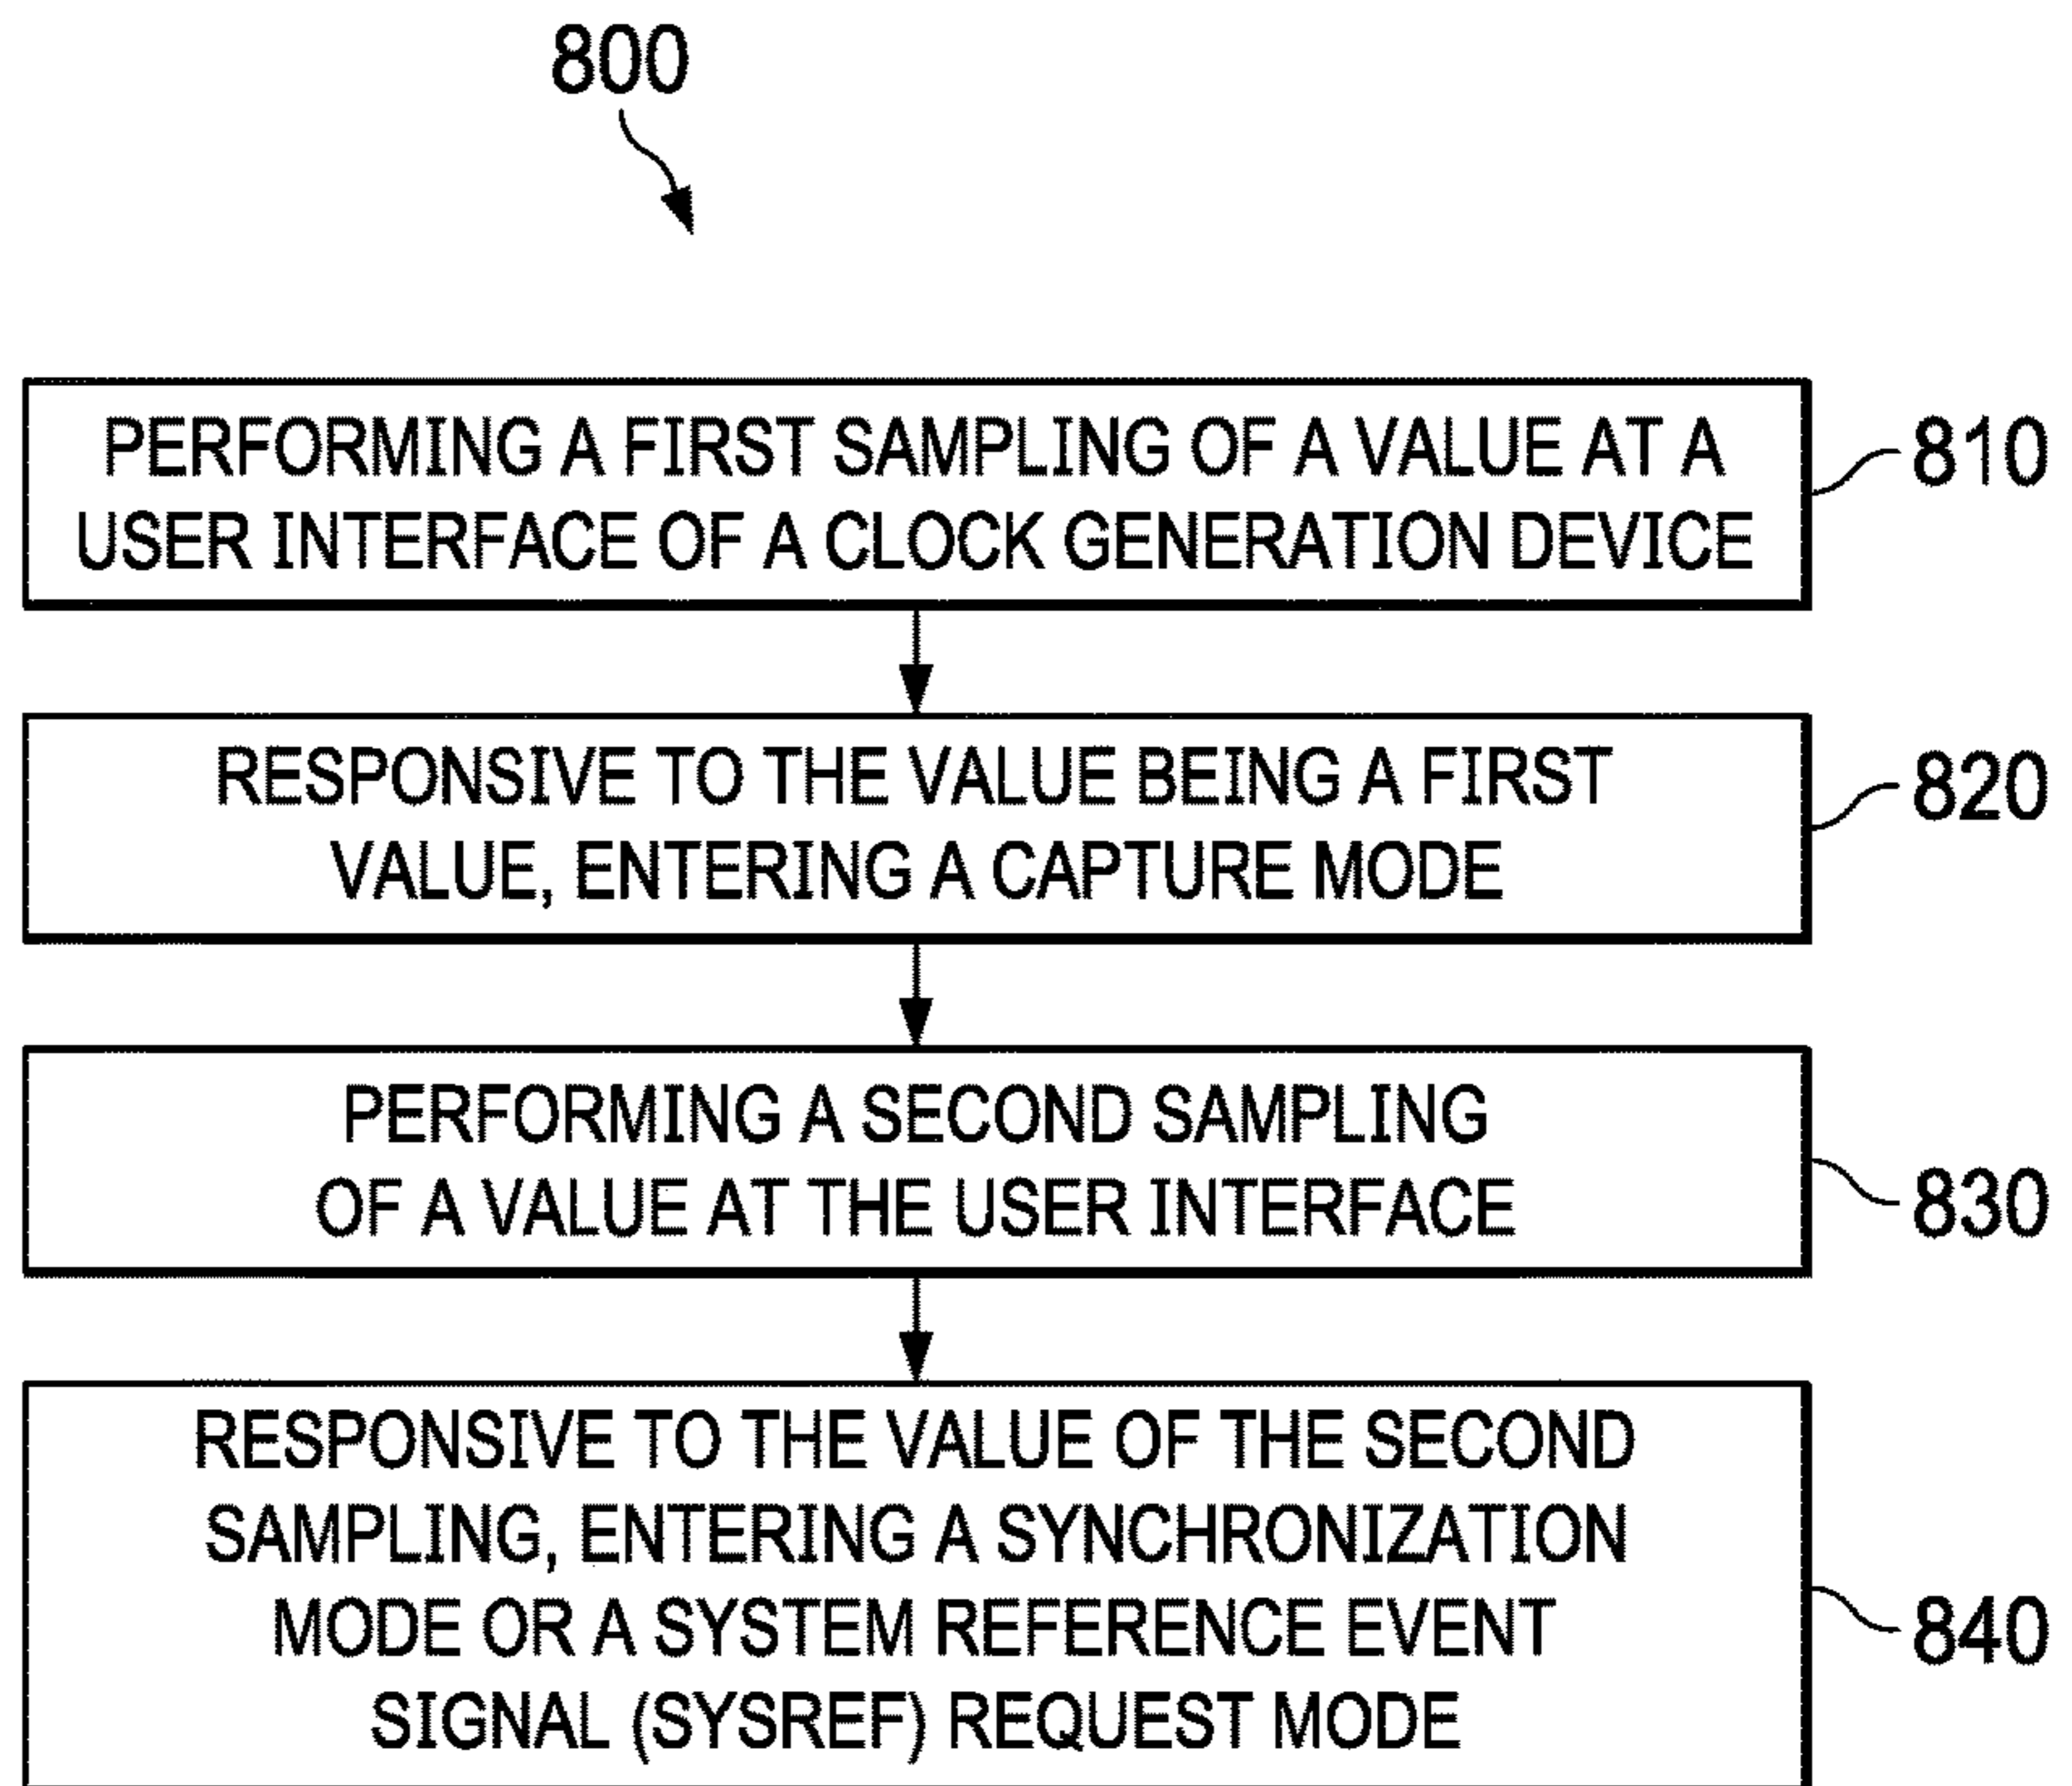 800
PERFORMING A FIRST SAMPLING OF A VALUE AT A
USER INTERFACE OF A CLOCK GENERATION DEVICE
810
RESPONSIVE TO THE VALUE BEING A FIRST
VALUE, ENTERING A CAPTURE MODE
820
PERFORMING A SECOND SAMPLING
OF A VALUE AT THE USER INTERFACE
830
RESPONSIVE TO THE VALUE OF THE SECOND
SAMPLING, ENTERING A SYNCHRONIZATION
MODE OR A SYSTEM REFERENCE EVENT
SIGNAL (SYSREF) REQUEST MODE
840